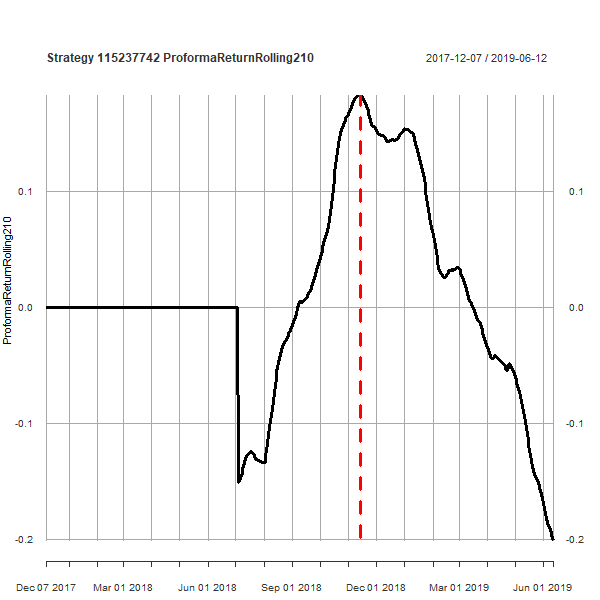 Strategy 115237742 ProformaReturnRolling210
2017-12-07 / 2019-06-12
ProformaReturnRolling210
0.1
0.1
0.0
0.0
-0.1
-0.1
-0.2
-0.2
Dec 07 2017
Mar 01 2018
Jun 01 2018
Sep 01 2018
Dec 01 2018
Mar 01 2019
Jun 01 2019